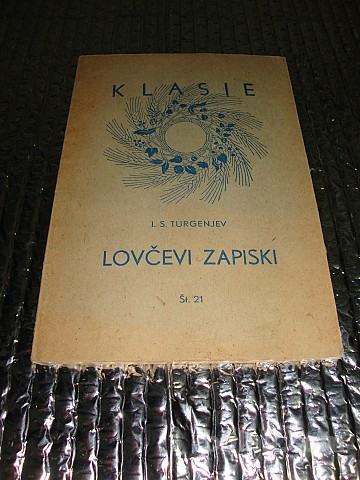 KLASJE
I. S. TURGENJEV
LOVČEVI ZAPISKI
Št. 21